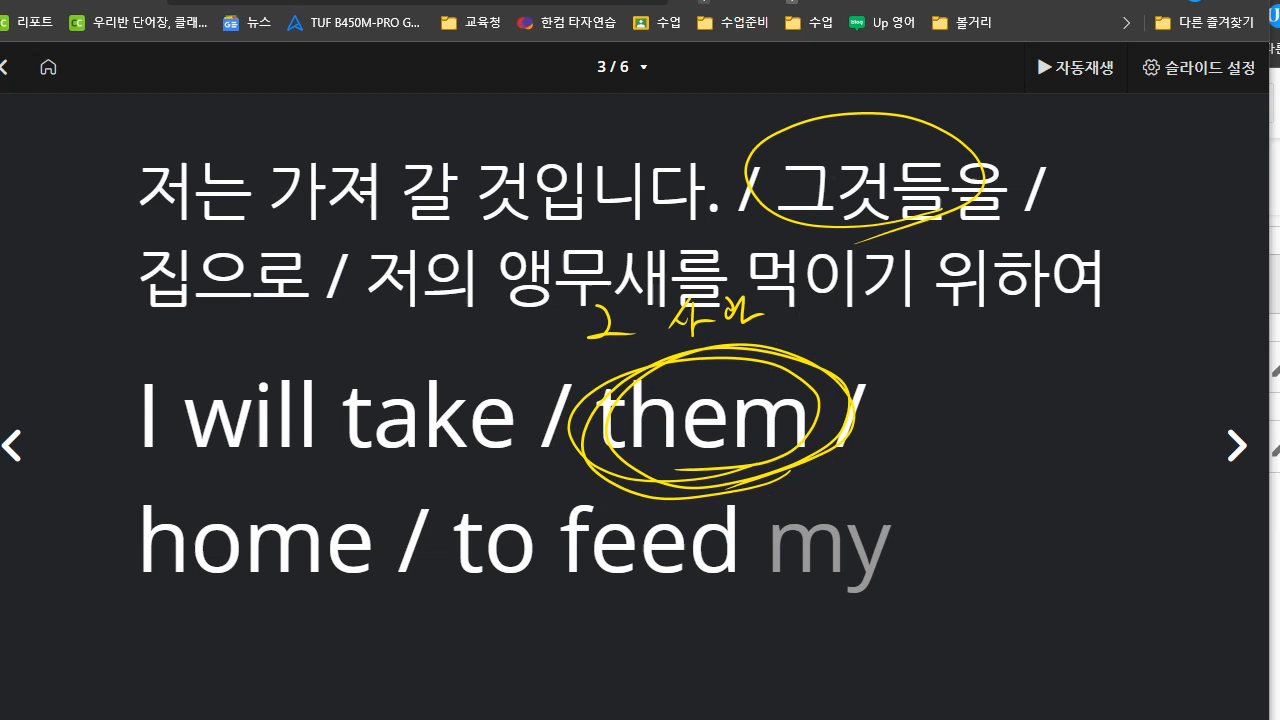 리포트 우리반 단어장, 클래... 뉴스 TUF B450M-PRO G... 교육청 한컴 타자연습 수업 수업준비 수업 Up 영어 볼거리 다른 즐겨찾기
3 / 6 자동재생 슬라이드 설정
저는 가져 갈 것입니다. / 그것들을 /
집으로 / 저의 앵무새를 먹이기 위하여
I will take / them /
home / to feed my